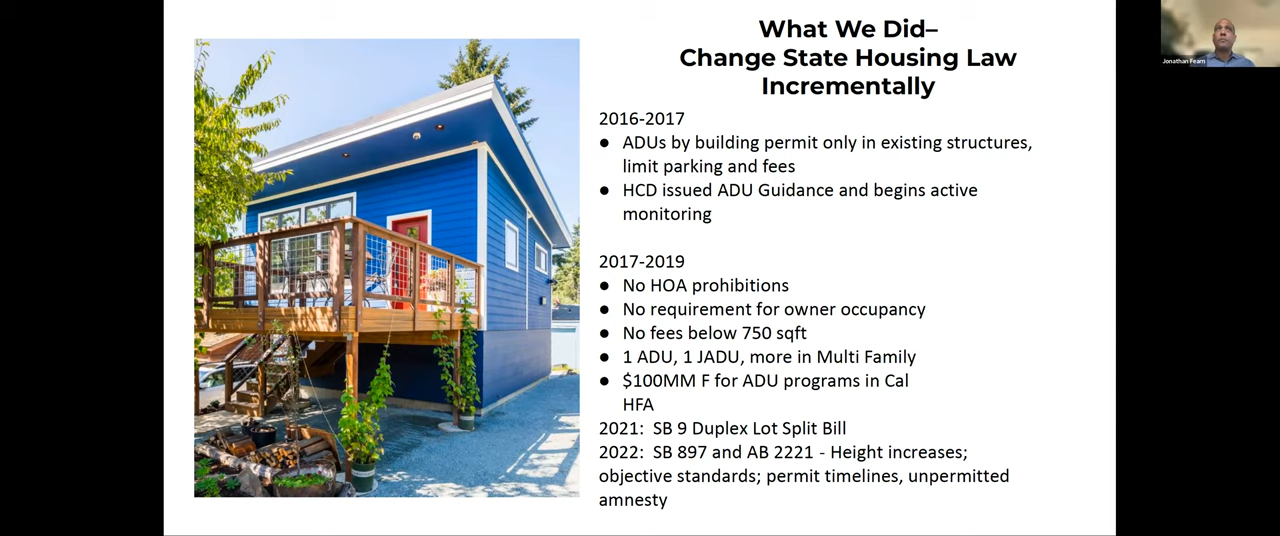 What We Did–
Change State Housing Law
Incrementally
2016-2017
● ADUs by building permit only in existing structures,
limit parking and fees
● HCD issued ADU Guidance and begins active
monitoring
2017-2019
● No HOA prohibitions
● No requirement for owner occupancy
● No fees below 750 sqft
● 1 ADU, 1 JADU, more in Multi Family
● $100MM F for ADU programs in Cal
HFA
2021: SB 9 Duplex Lot Split Bill
2022: SB 897 and AB 2221 - Height increases;
objective standards; permit timelines, unpermitted
amnesty
Jonathan Fearn